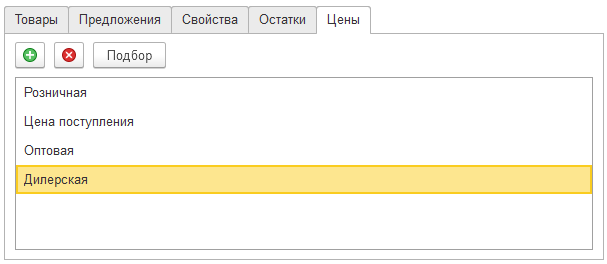 Товары Предложения Свойства Остатки Цены
Подбор
Розничная
Цена поступления
Оптовая
Дилерская